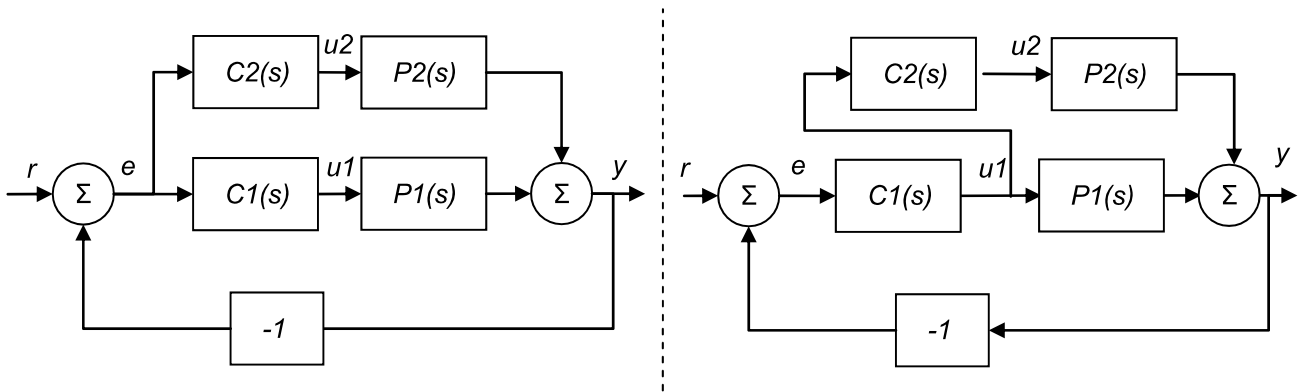 u2
C2(s)
P2(s)
r
e
u1
y
Σ
C1(s)
P1(s)
Σ
-1
u2
C2(s)
P2(s)
r
e
u1
y
Σ
C1(s)
P1(s)
Σ
-1